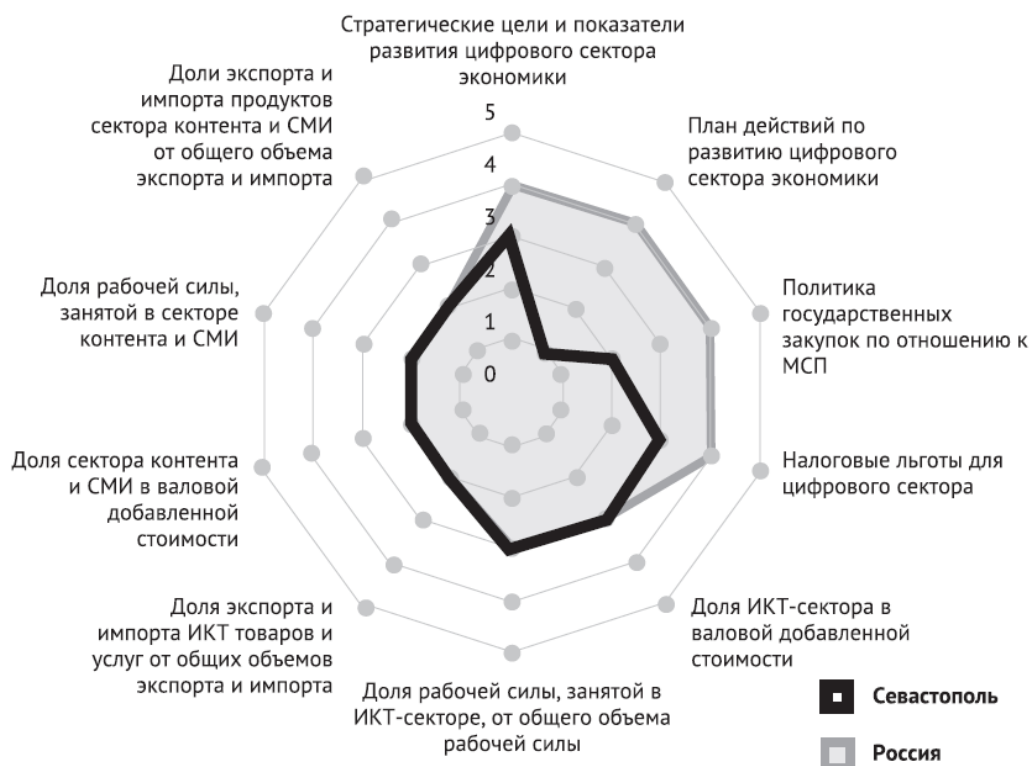 Стратегические цели и показатели
развития цифрового сектора
экономики
План действий по
развитию цифрового
сектора экономики
Политика
государственных
закупок по отношению к
МСП
Налоговые льготы для
цифрового сектора
Доля ИКТ-сектора в
валовой добавленной
стоимости
Доля рабочей силы, занятой в
ИКТ-секторе, от общего объема
рабочей силы
Доля экспорта и
импорта ИКТ товаров и
услуг от общих объемов
экспорта и импорта
Доля сектора контента
и СМИ в валовой
добавленной
стоимости
Доля рабочей силы,
занятой в секторе
контента и СМИ
Доли экспорта и
импорта продуктов
сектора контента и СМИ
от общего объема
экспорта и импорта
5
4
3
2
1
0
Севастополь
Россия